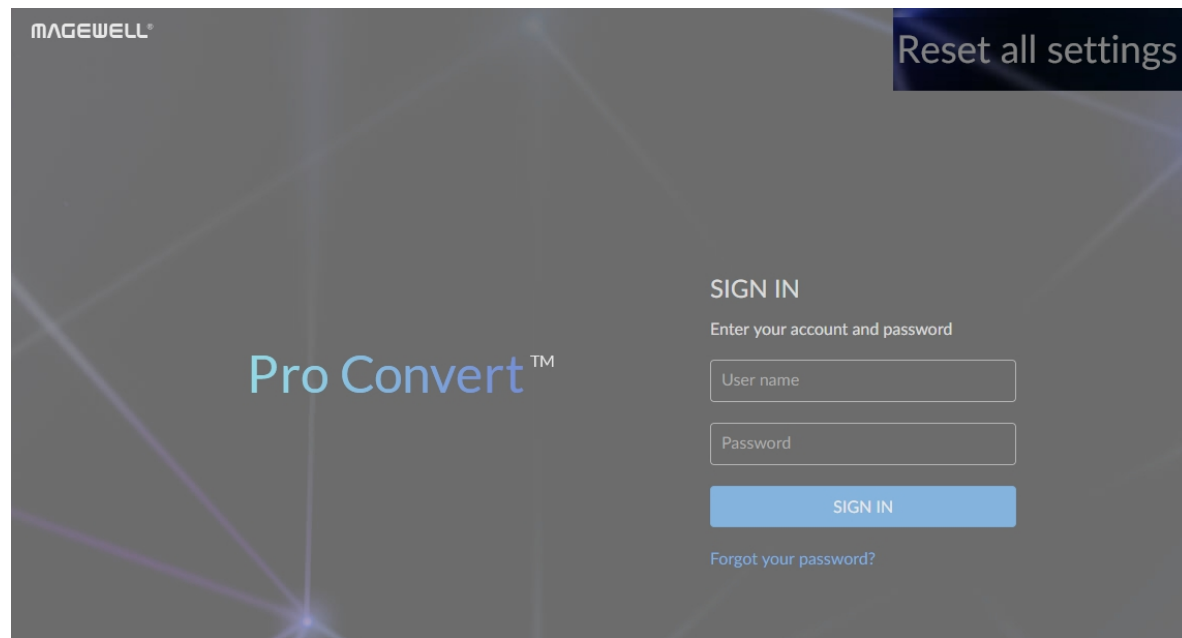 MAGEWELL®
Reset all settings
SIGN IN
Enter your account and password
Pro Convert™
User name
Password
SIGN IN
Forgot your password?